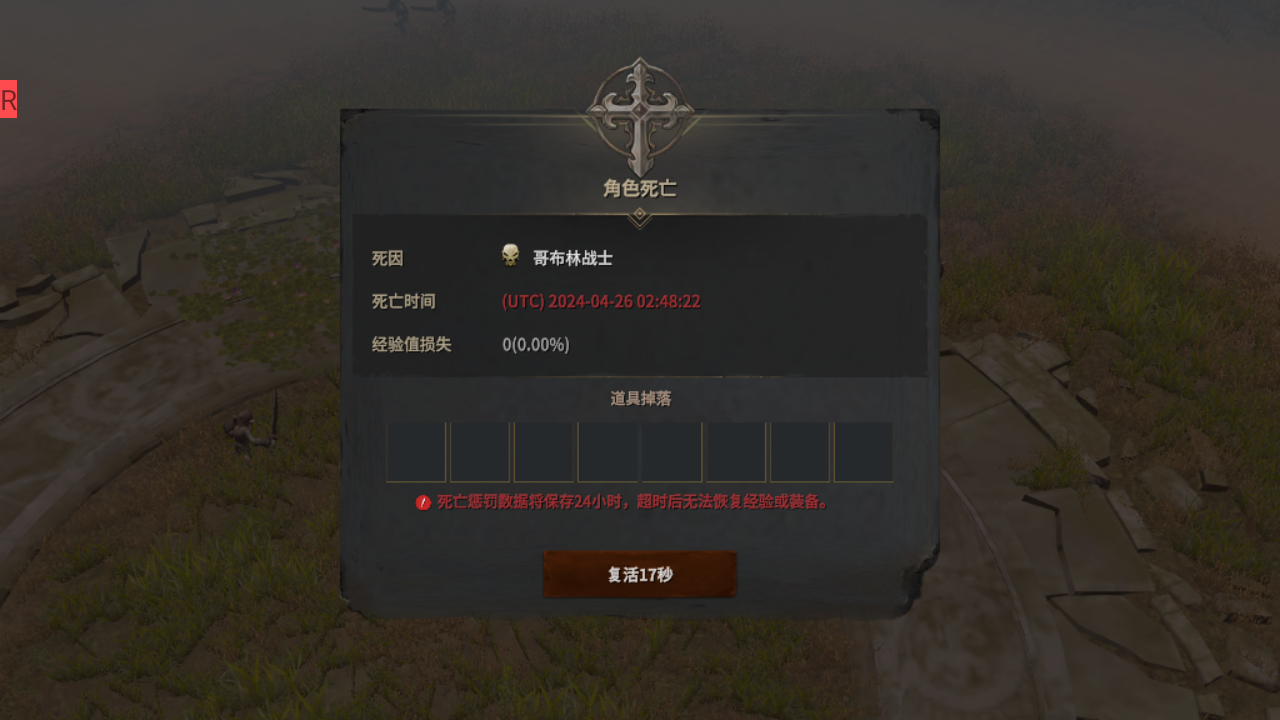 R
角色死亡
死因 哥布林战士
死亡时间 (UTC) 2024-04-26 02:48:22
经验值损失 0(0.00%)
道具掉落
死亡惩罚数据将保存24小时，超时后无法恢复经验或装备。
复活17秒